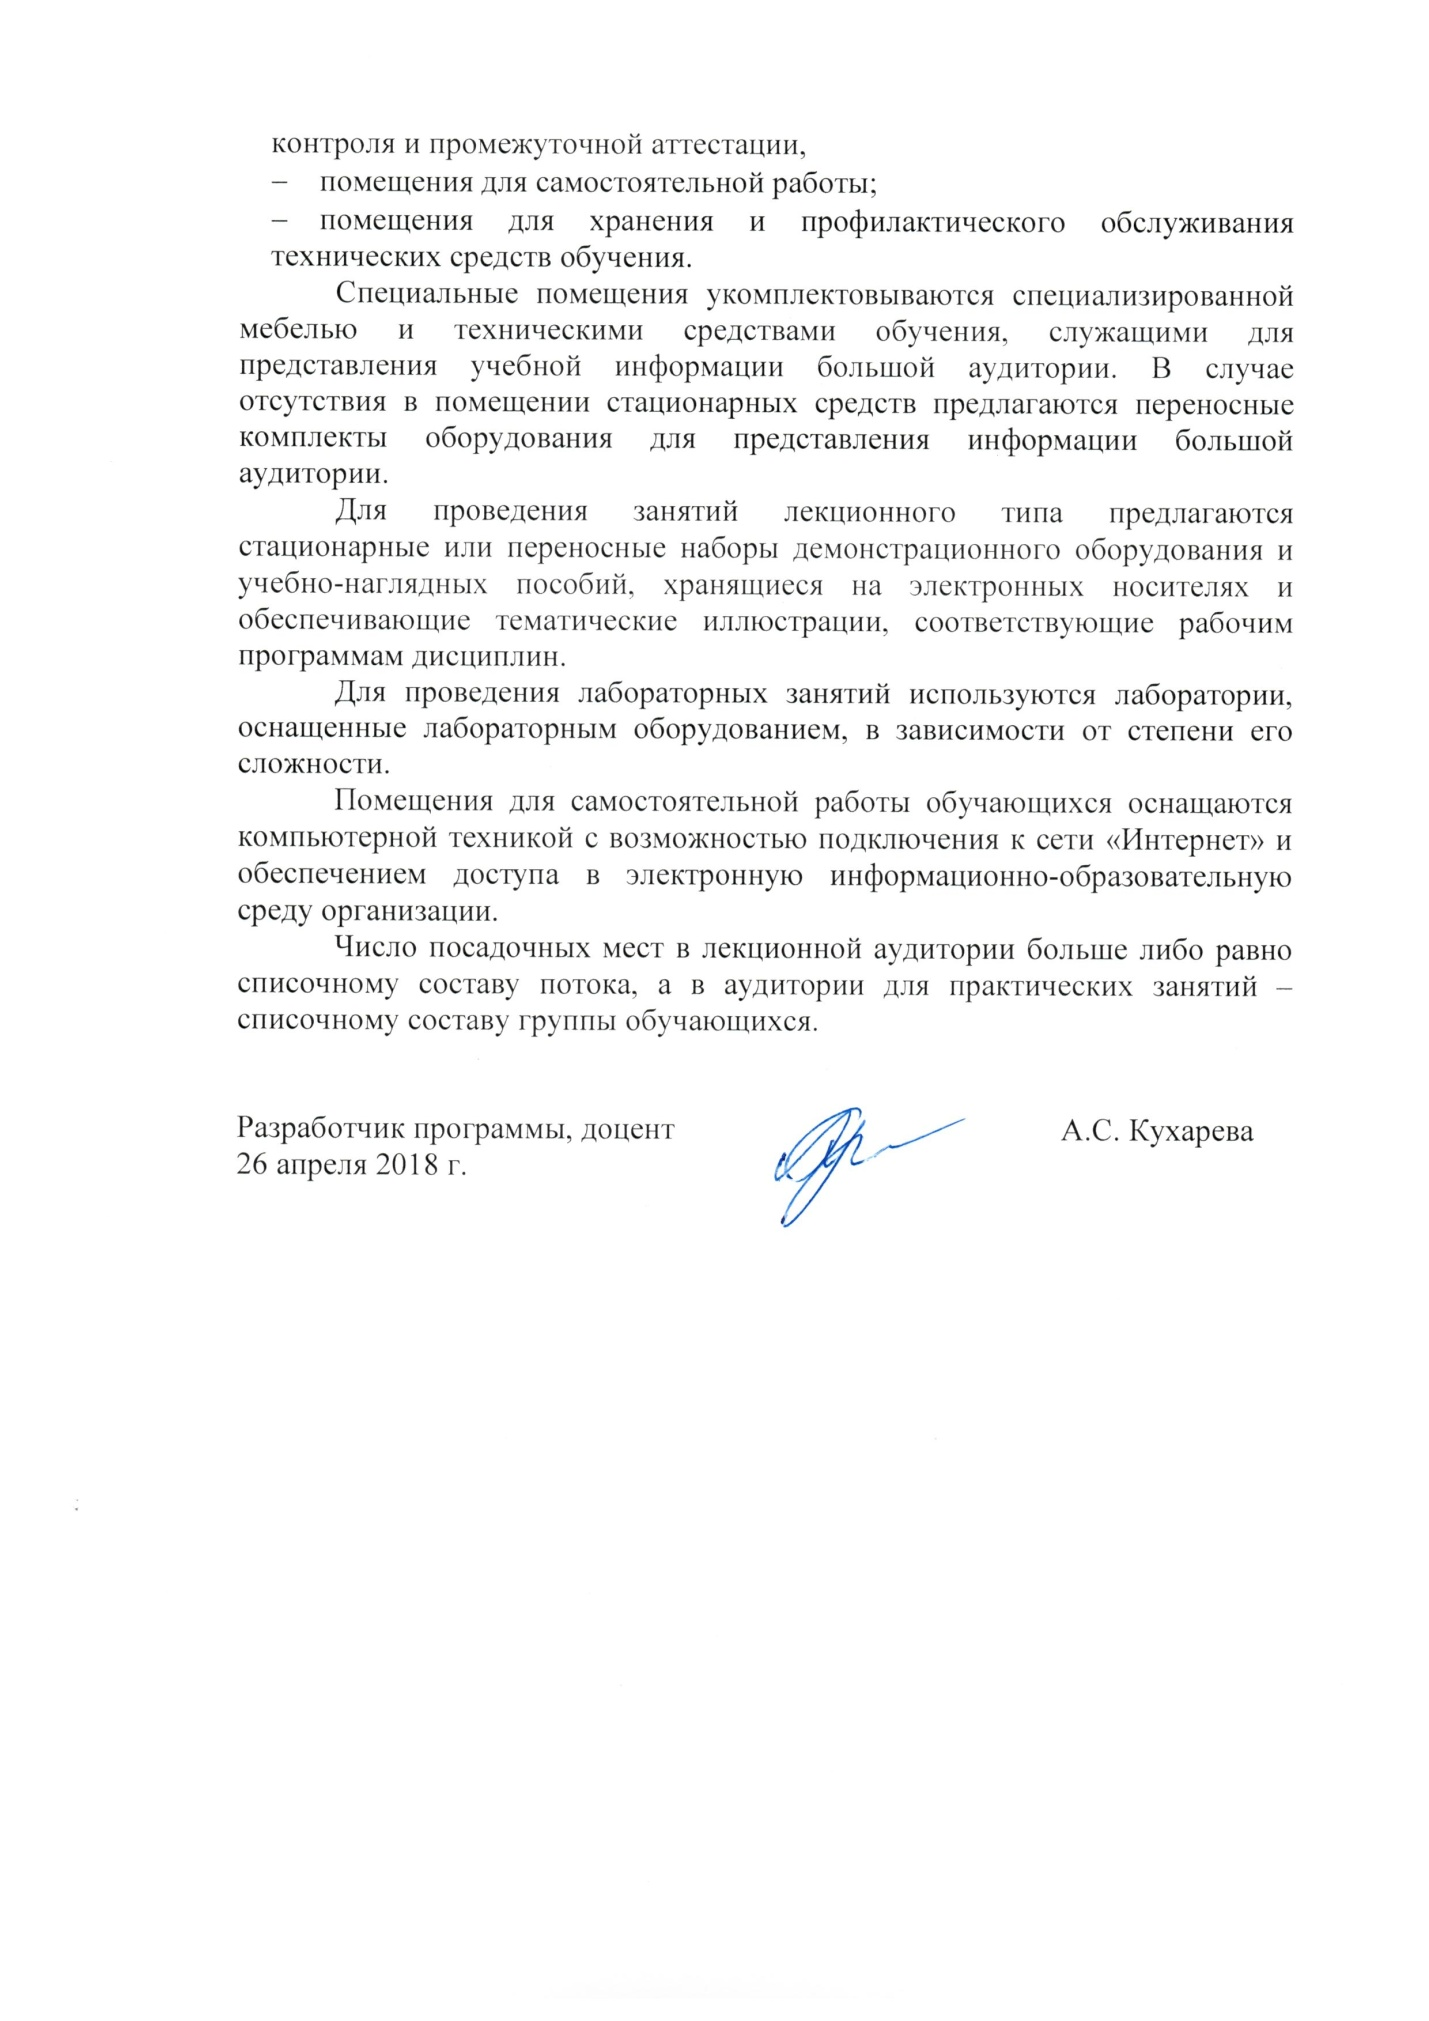 контроля и промежуточной аттестации,
– помещения для самостоятельной работы;
– помещения для хранения и профилактического обслуживания
технических средств обучения.
Специальные помещения укомплектовываются специализированной
мебелью и техническими средствами обучения, служащими для
представления учебной информации большой аудитории. В случае
отсутствия в помещении стационарных средств предлагаются переносные
комплекты оборудования для представления информации большой
аудитории.
Для проведения занятий лекционного типа предлагаются
стационарные или переносные наборы демонстрационного оборудования и
учебно-наглядных пособий, хранящиеся на электронных носителях и
обеспечивающие тематические иллюстрации, соответствующие рабочим
программам дисциплин.
Для проведения лабораторных занятий используются лаборатории,
оснащенные лабораторным оборудованием, в зависимости от степени его
сложности.
Помещения для самостоятельной работы обучающихся оснащаются
компьютерной техникой с возможностью подключения к сети «Интернет» и
обеспечением доступа в электронную информационно-образовательную
среду организации.
Число посадочных мест в лекционной аудитории больше либо равно
списочному составу потока, а в аудитории для практических занятий –
списочному составу группы обучающихся.
Разработчик программы, доцент А.С. Кухарева
26 апреля 2018 г.